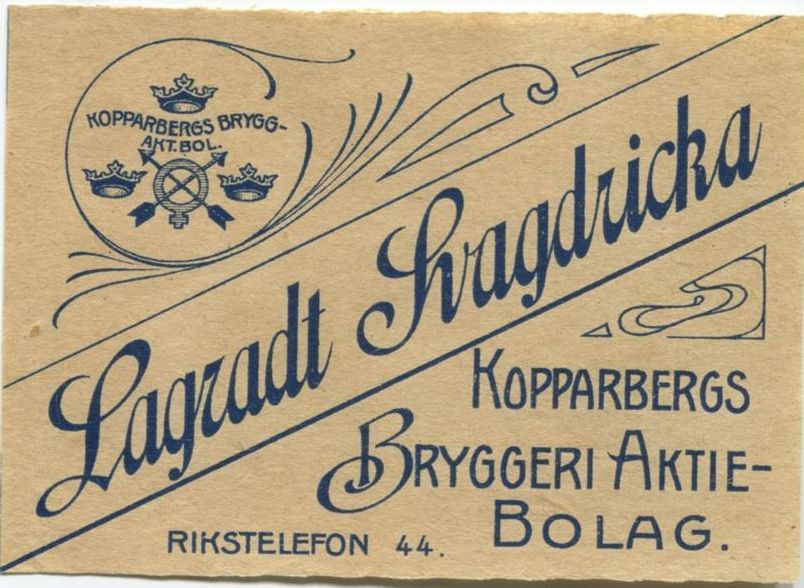 KOPPARBERGS BRYGG-
AKT. BOL.
Lagradt Svagdricka
KOPPARBERGS
BRYGGERI AKTIE-
BOLAG.
RIKSTELEFON 44.